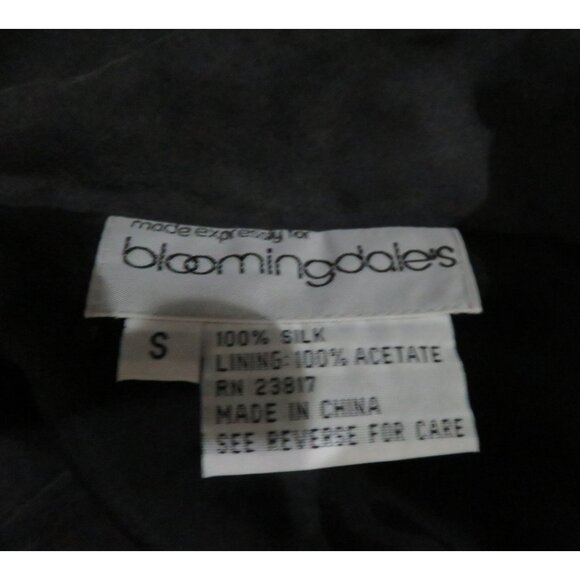 made expressly for
bloomingdale's
S
100% SILK
LINING: 100% ACETATE
RN 23817
MADE IN CHINA
SEE REVERSE FOR CARE